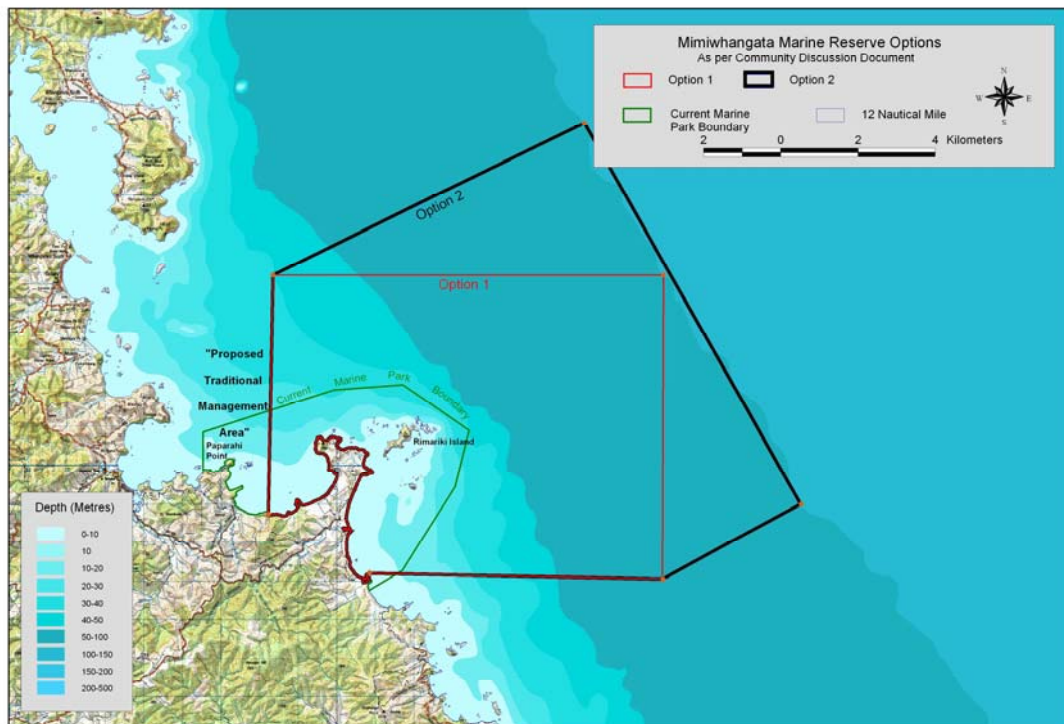 Mimiwhangata Marine Reserve Options
As per Community Discussion Document
Option 1
Option 2
Current Marine
Park Boundary
12 Nautical Mile
N
W
E
S
2
0
2
4
Kilometers
Option 2
Option 1
"Proposed
Traditional
Management
Area"
Current Marine Park Boundary
Paparahi
Point
Rimariki Island
Depth (Metres)
0-10
10
10-20
20-30
30-40
40-50
50-100
100-150
150-200
200-500